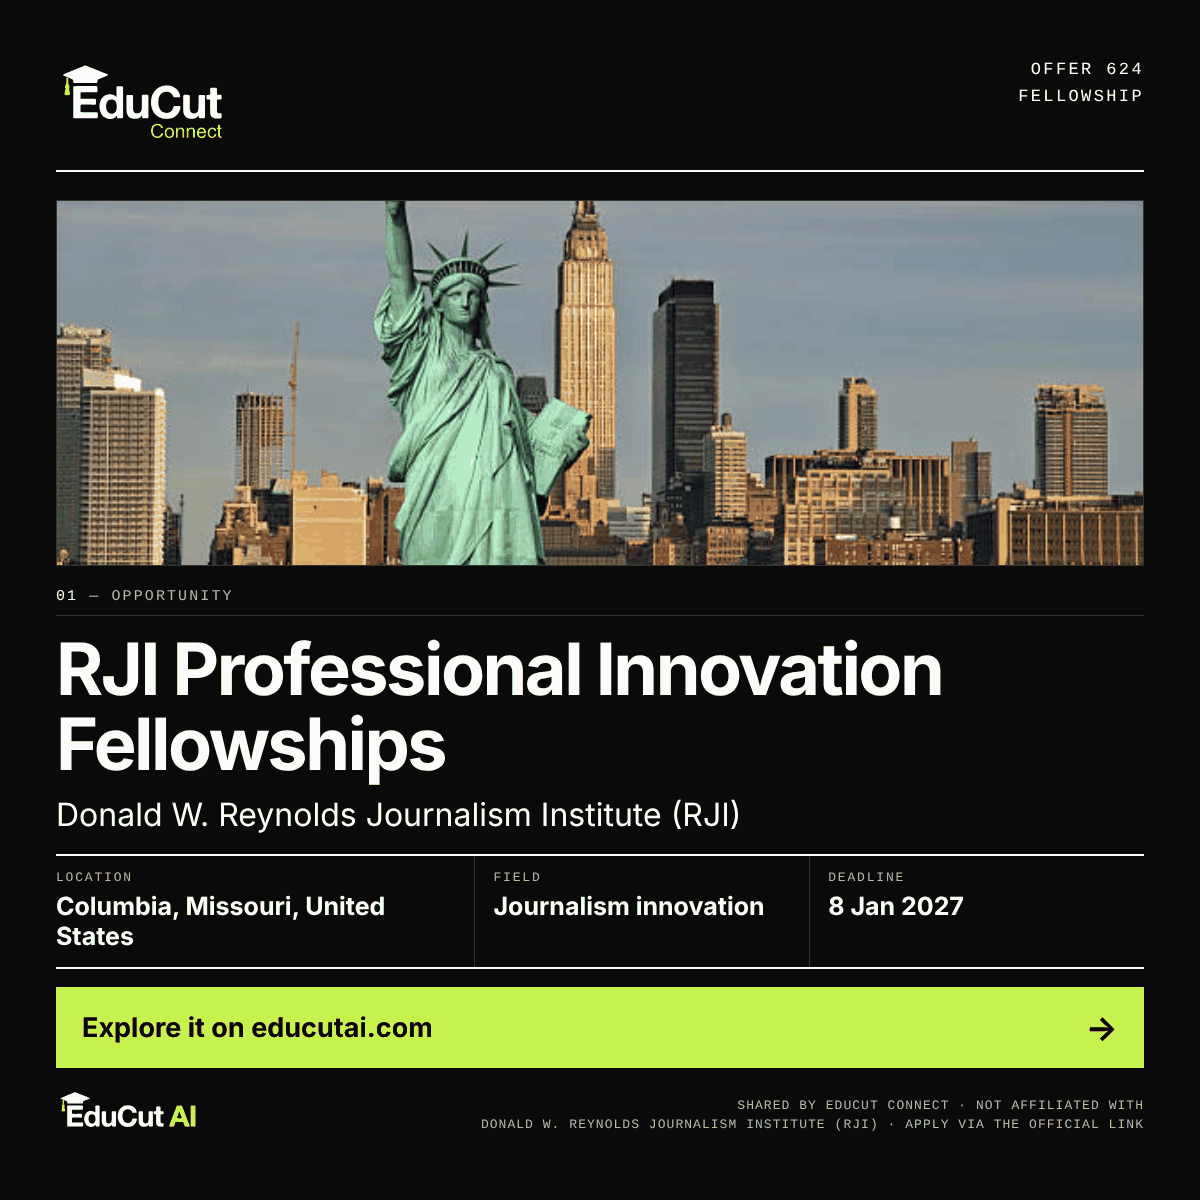 EduCut
Connect
OFFER 624
FELLOWSHIP
01 — OPPORTUNITY
RJI Professional Innovation
Fellowships
Donald W. Reynolds Journalism Institute (RJI)
LOCATION
Columbia, Missouri, United
States
FIELD
Journalism innovation
DEADLINE
8 Jan 2027
Explore it on educutai.com →
EduCut AI
SHARED BY EDUCUT CONNECT · NOT AFFILIATED WITH
DONALD W. REYNOLDS JOURNALISM INSTITUTE (RJI) · APPLY VIA THE OFFICIAL LINK